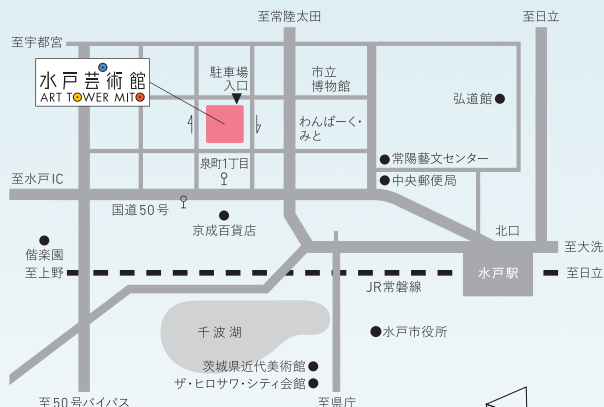 至常陸太田
至日立
至宇都宮
水戸芸術館
ART TOWER MITO
駐車場
入口
市立
博物館
弘道館
わんぱーく・
みと
泉町1丁目
常陽藝文センター
中央郵便局
至水戸IC
国道50号
京成百貨店
北口
偕楽園
至上野
至大洗
水戸駅
至日立
JR常磐線
千波湖
水戸市役所
茨城県近代美術館
ザ・ヒロサワ・シティ会館
至50号バイパス
至県庁